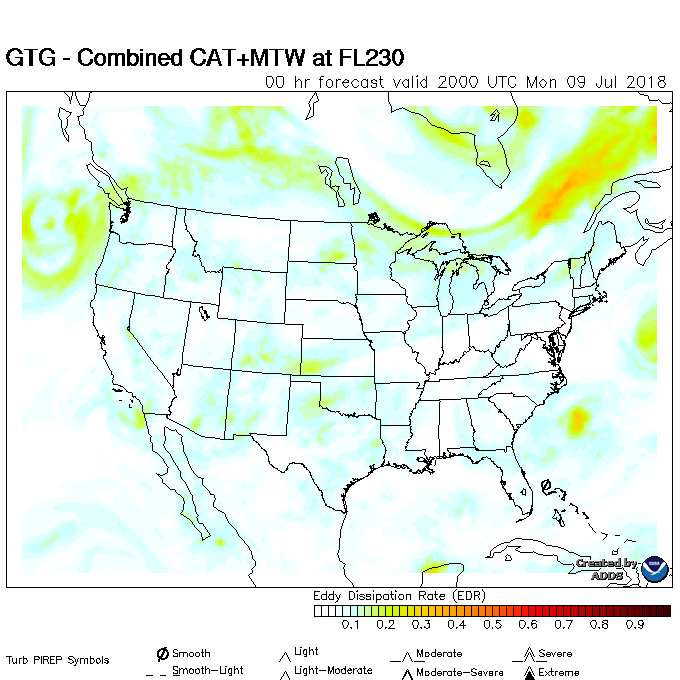 GTG - Combined CAT+MTW at FL230
00 hr forecast valid 2000 UTC Mon 09 Jul 2018
Created by
ADDS
Eddy Dissipation Rate (EDR)
0.1 0.2 0.3 0.4 0.5 0.6 0.7 0.8 0.9
Turb PIREP Symbols
Smooth Light Moderate Severe
Smooth-Light Light-Moderate Moderate-Severe Extreme